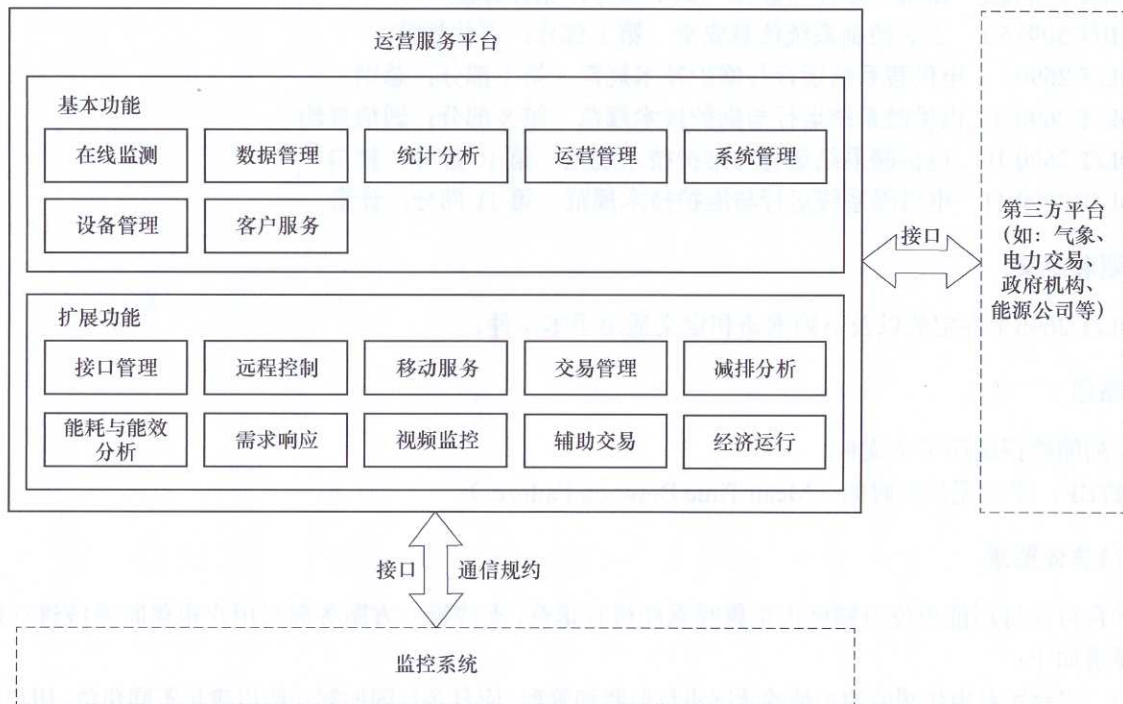 运营服务平台
基本功能
在线监测
数据管理
统计分析
运营管理
系统管理
设备管理
客户服务
接口
第三方平台
（如：气象、
电力交易、
政府机构、
能源公司等）
扩展功能
接口管理
远程控制
移动服务
交易管理
减排分析
能耗与能效
分析
需求响应
视频监控
辅助交易
经济运行
接口
通信规约
监控系统